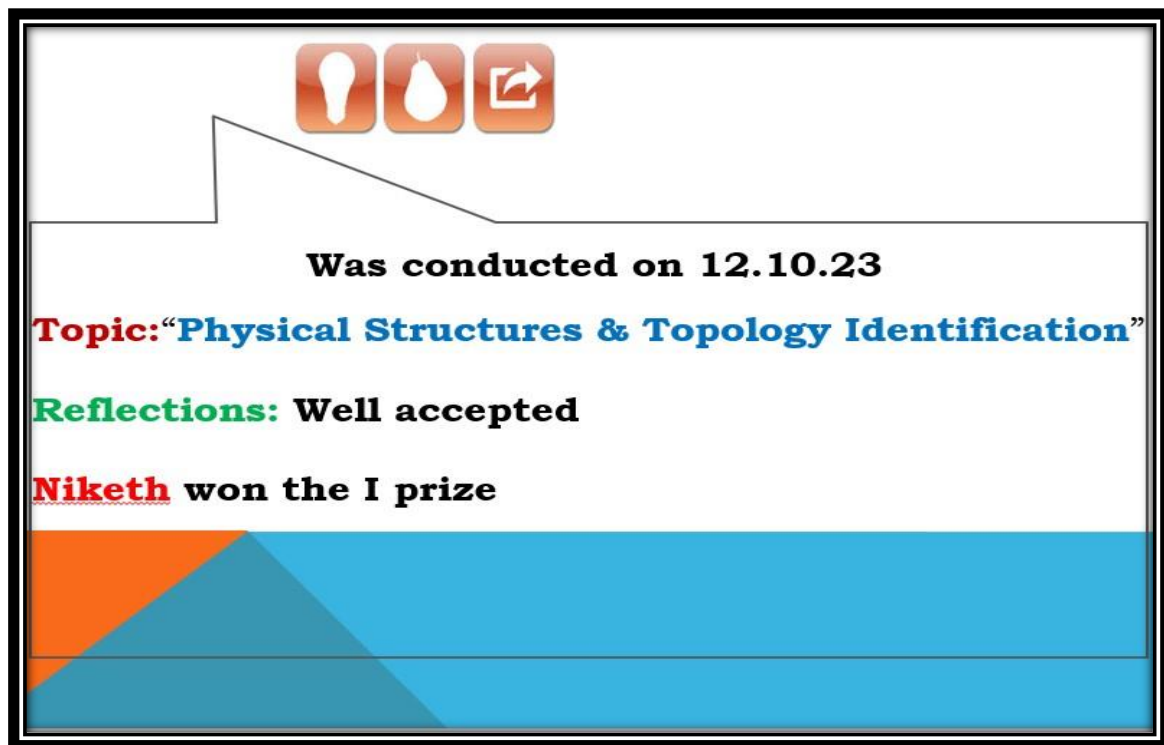 Was conducted on 12.10.23
Topic:“Physical Structures & Topology Identification”
Reflections: Well accepted
Niketh won the I prize